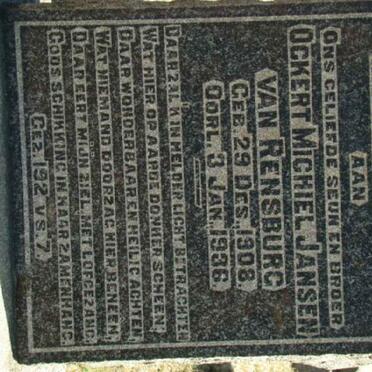 AAN
ONS GELIEFDE SEUN EN BROER
OCKERT MICHIEL JANSEN
VAN RENSBURG
GEB. 29 DES. 1908
OORL. 3 JAN. 1936
DAAR ZAL IK IN HELDER LICHT BETRACHTEN
WAT HIER OP AARDE DONKER SCHEEN,
DAAR WONDERBAAR EN HEILIG ACHTEN,
WAT NIEMAND DOORZAG HIER BENEEN
DAAR EERT MIJNE ZIEL, MET LOFGEZANG,
GODS SCHIKKING, IN HAAR ZAMENHANG.
GEZ. 192 VS 7.